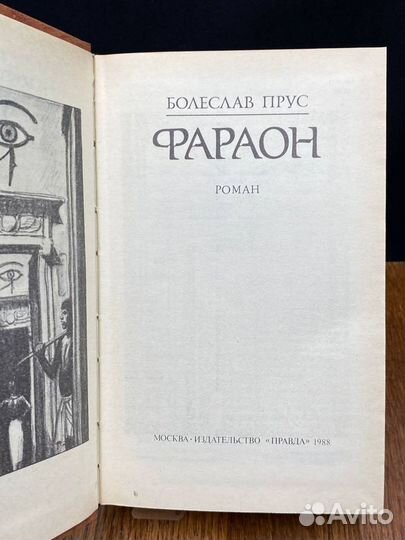 БОЛЕСЛАВ ПРУС
ФАРАОН
РОМАН
МОСКВА · ИЗДАТЕЛЬСТВО «ПРАВДА» 1988
Avito